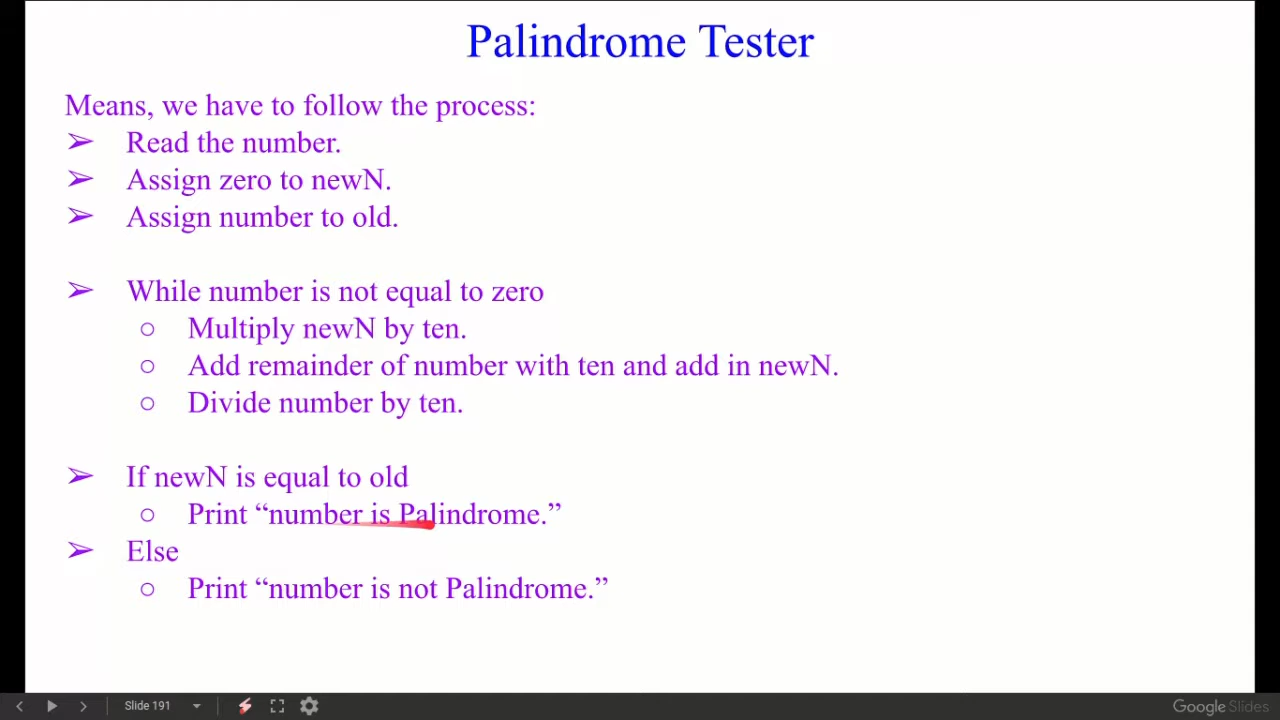 Palindrome Tester
Means, we have to follow the process:
➢ Read the number.
➢ Assign zero to newN.
➢ Assign number to old.
➢ While number is not equal to zero
○ Multiply newN by ten.
○ Add remainder of number with ten and add in newN.
○ Divide number by ten.
➢ If newN is equal to old
○ Print “number is Palindrome.”
➢ Else
○ Print “number is not Palindrome.”
Slide 191
Google Slides